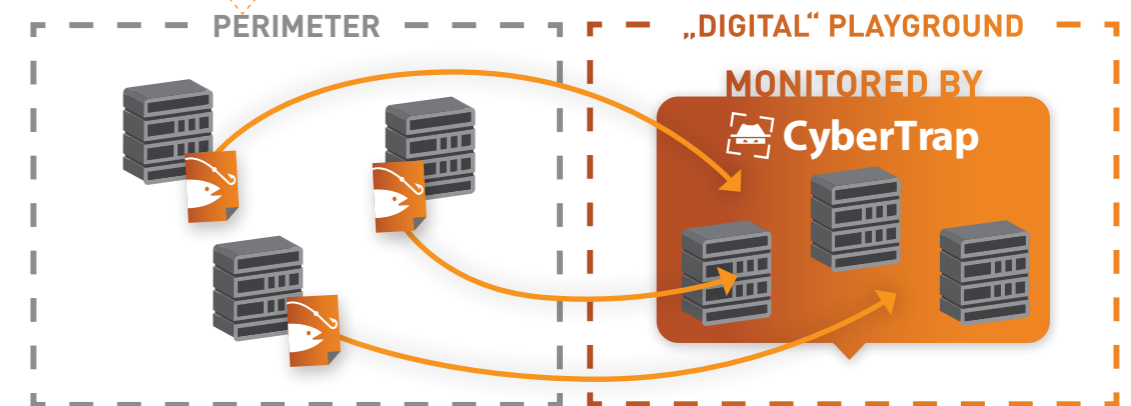 PERIMETER
„DIGITAL“ PLAYGROUND
MONITORED BY
CyberTrap